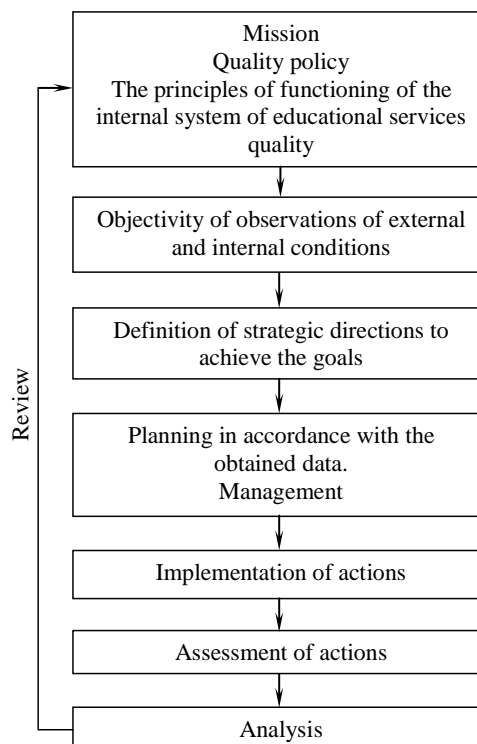 Mission
Quality policy
The principles of functioning of the
internal system of educational services
quality
Objectivity of observations of external
and internal conditions
Definition of strategic directions to
achieve the goals
Planning in accordance with the
obtained data.
Management
Implementation of actions
Assessment of actions
Analysis
Review